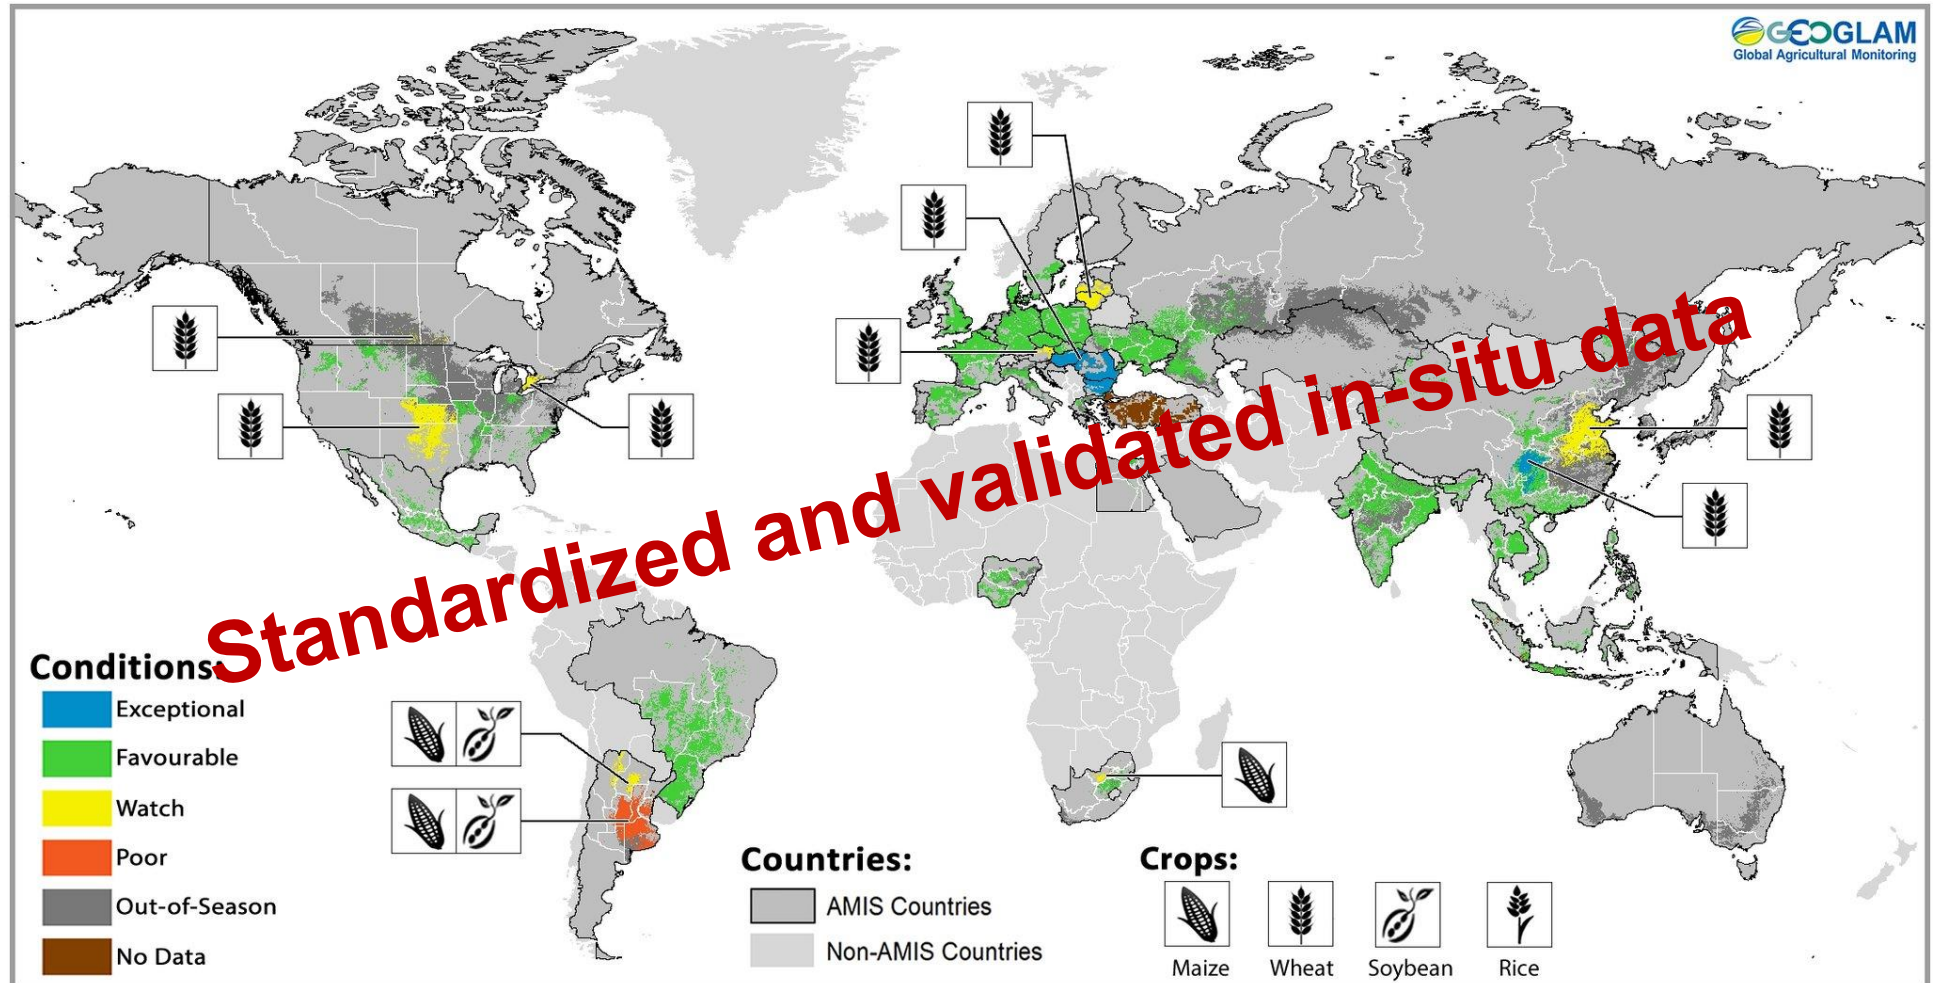 GEOGLAM
Global Agricultural Monitoring
Standardized and validated in-situ data
Conditions:
Exceptional
Favourable
Watch
Poor
Out-of-Season
No Data
Countries:
AMIS Countries
Non-AMIS Countries
Crops:
Maize Wheat Soybean Rice